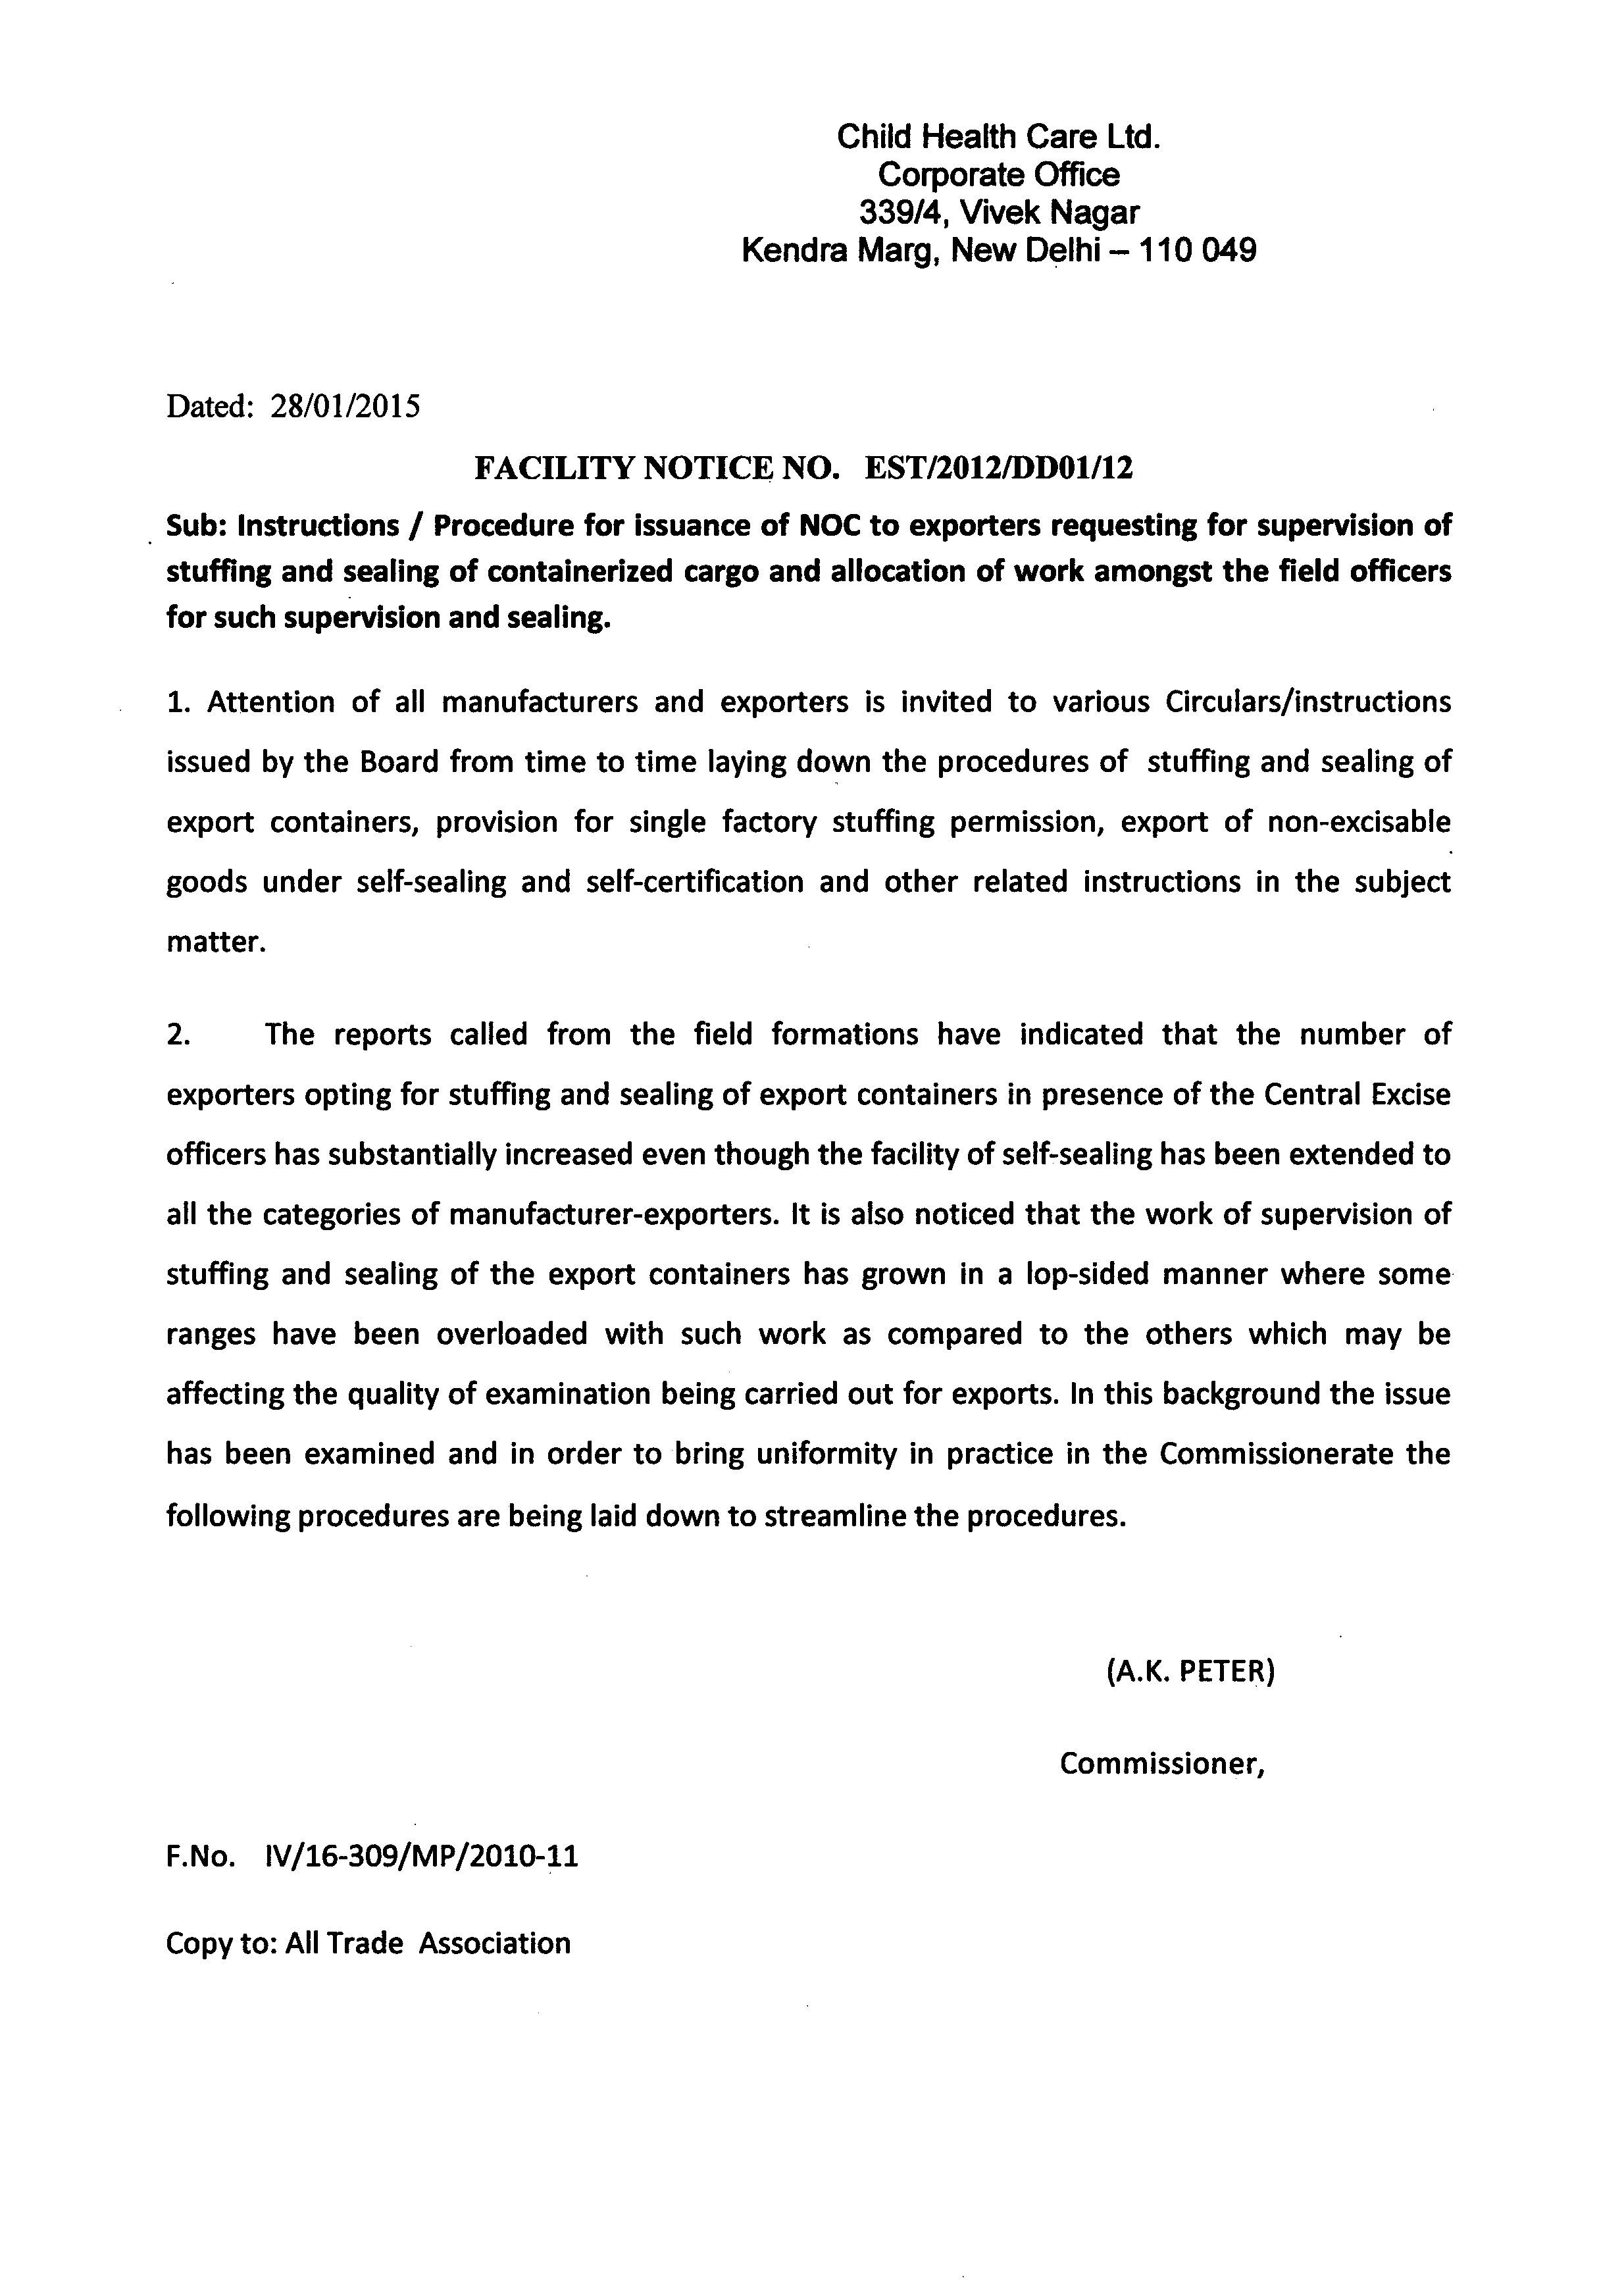 Child Health Care Ltd.
Corporate Office
339/4, Vivek Nagar
Kendra Marg, New Delhi – 110 049
Dated: 28/01/2015
FACILITY NOTICE NO. EST/2012/DD01/12
Sub: Instructions / Procedure for issuance of NOC to exporters requesting for supervision of
stuffing and sealing of containerized cargo and allocation of work amongst the field officers
for such supervision and sealing.
1. Attention of all manufacturers and exporters is invited to various Circulars/instructions
issued by the Board from time to time laying down the procedures of stuffing and sealing of
export containers, provision for single factory stuffing permission, export of non-excisable
goods under self-sealing and self-certification and other related instructions in the subject
matter.
2. The reports called from the field formations have indicated that the number of
exporters opting for stuffing and sealing of export containers in presence of the Central Excise
officers has substantially increased even though the facility of self-sealing has been extended to
all the categories of manufacturer-exporters. It is also noticed that the work of supervision of
stuffing and sealing of the export containers has grown in a lop-sided manner where some
ranges have been overloaded with such work as compared to the others which may be
affecting the quality of examination being carried out for exports. In this background the issue
has been examined and in order to bring uniformity in practice in the Commissionerate the
following procedures are being laid down to streamline the procedures.
(A.K. PETER)
Commissioner,
F.No. IV/16-309/MP/2010-11
Copy to: All Trade Association